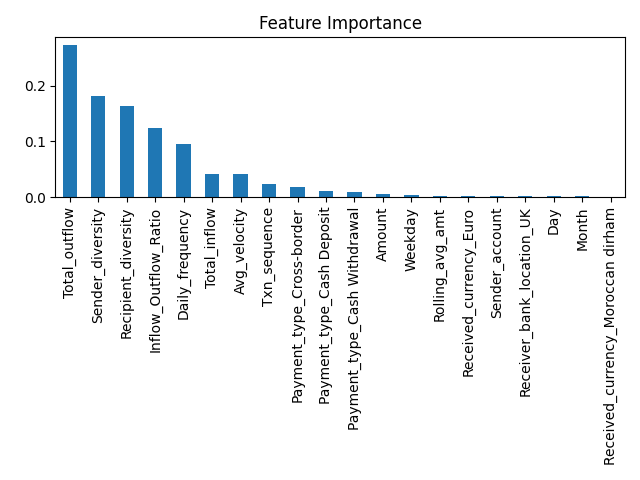 Feature Importance
0.2
0.1
0.0
Total_outflow
Sender_diversity
Recipient_diversity
Inflow_Outflow_Ratio
Daily_frequency
Total_inflow
Avg_velocity
Txn_sequence
Payment_type_Cross-border
Payment_type_Cash Deposit
Payment_type_Cash Withdrawal
Amount
Weekday
Rolling_avg_amt
Received_currency_Euro
Sender_account
Receiver_bank_location_UK
Day
Month
Received_currency_Moroccan dirham